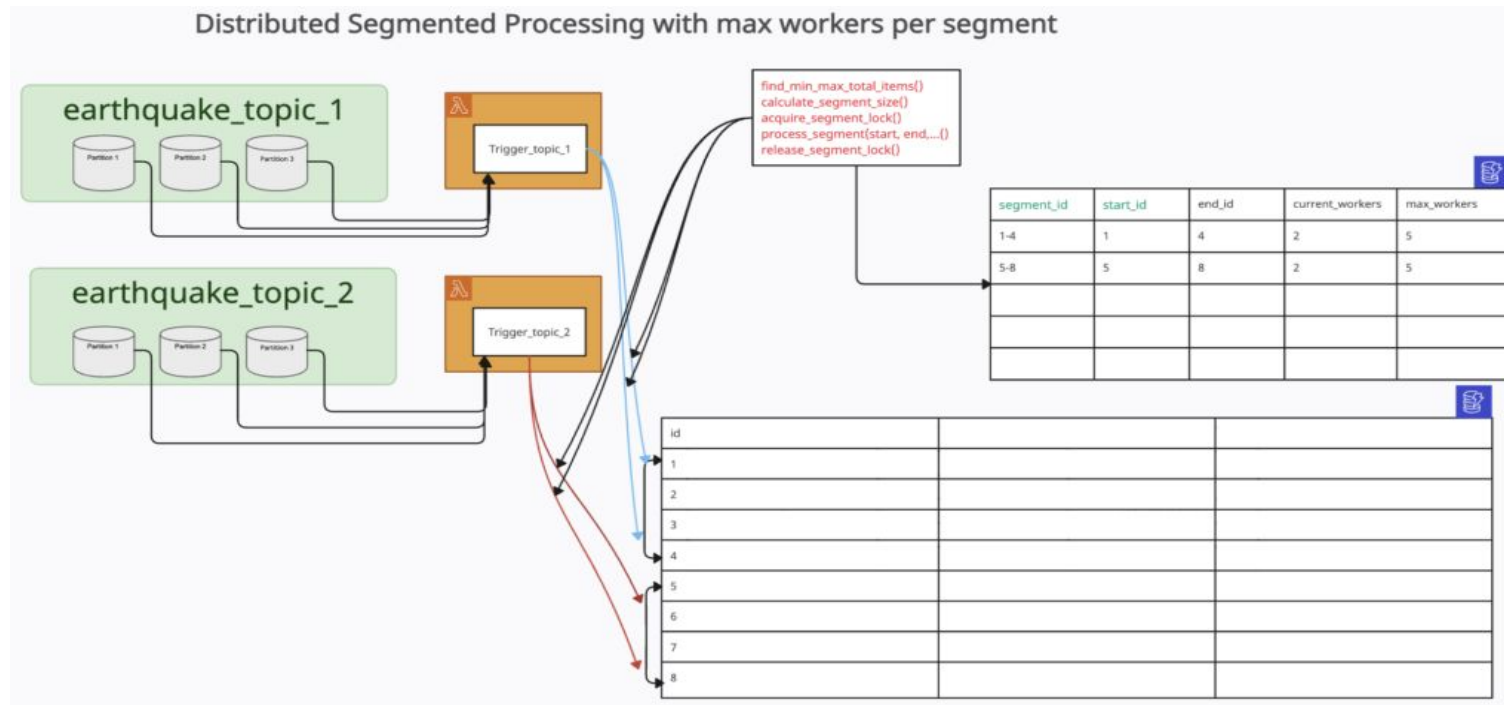 Distributed Segmented Processing with max workers per segment
earthquake_topic_1
Partition 1
Partition 2
Partition 3
Trigger_topic_1
find_min_max_total_items()
calculate_segment_size()
acquire_segment_lock()
process_segment(start, end,...()
release_segment_lock()
segment_id start_id end_id current_workers max_workers
1-4 1 4 2 5
5-8 5 8 2 5
earthquake_topic_2
Partition 1
Partition 2
Partition 3
Trigger_topic_2
id
1
2
3
4
5
6
7
8